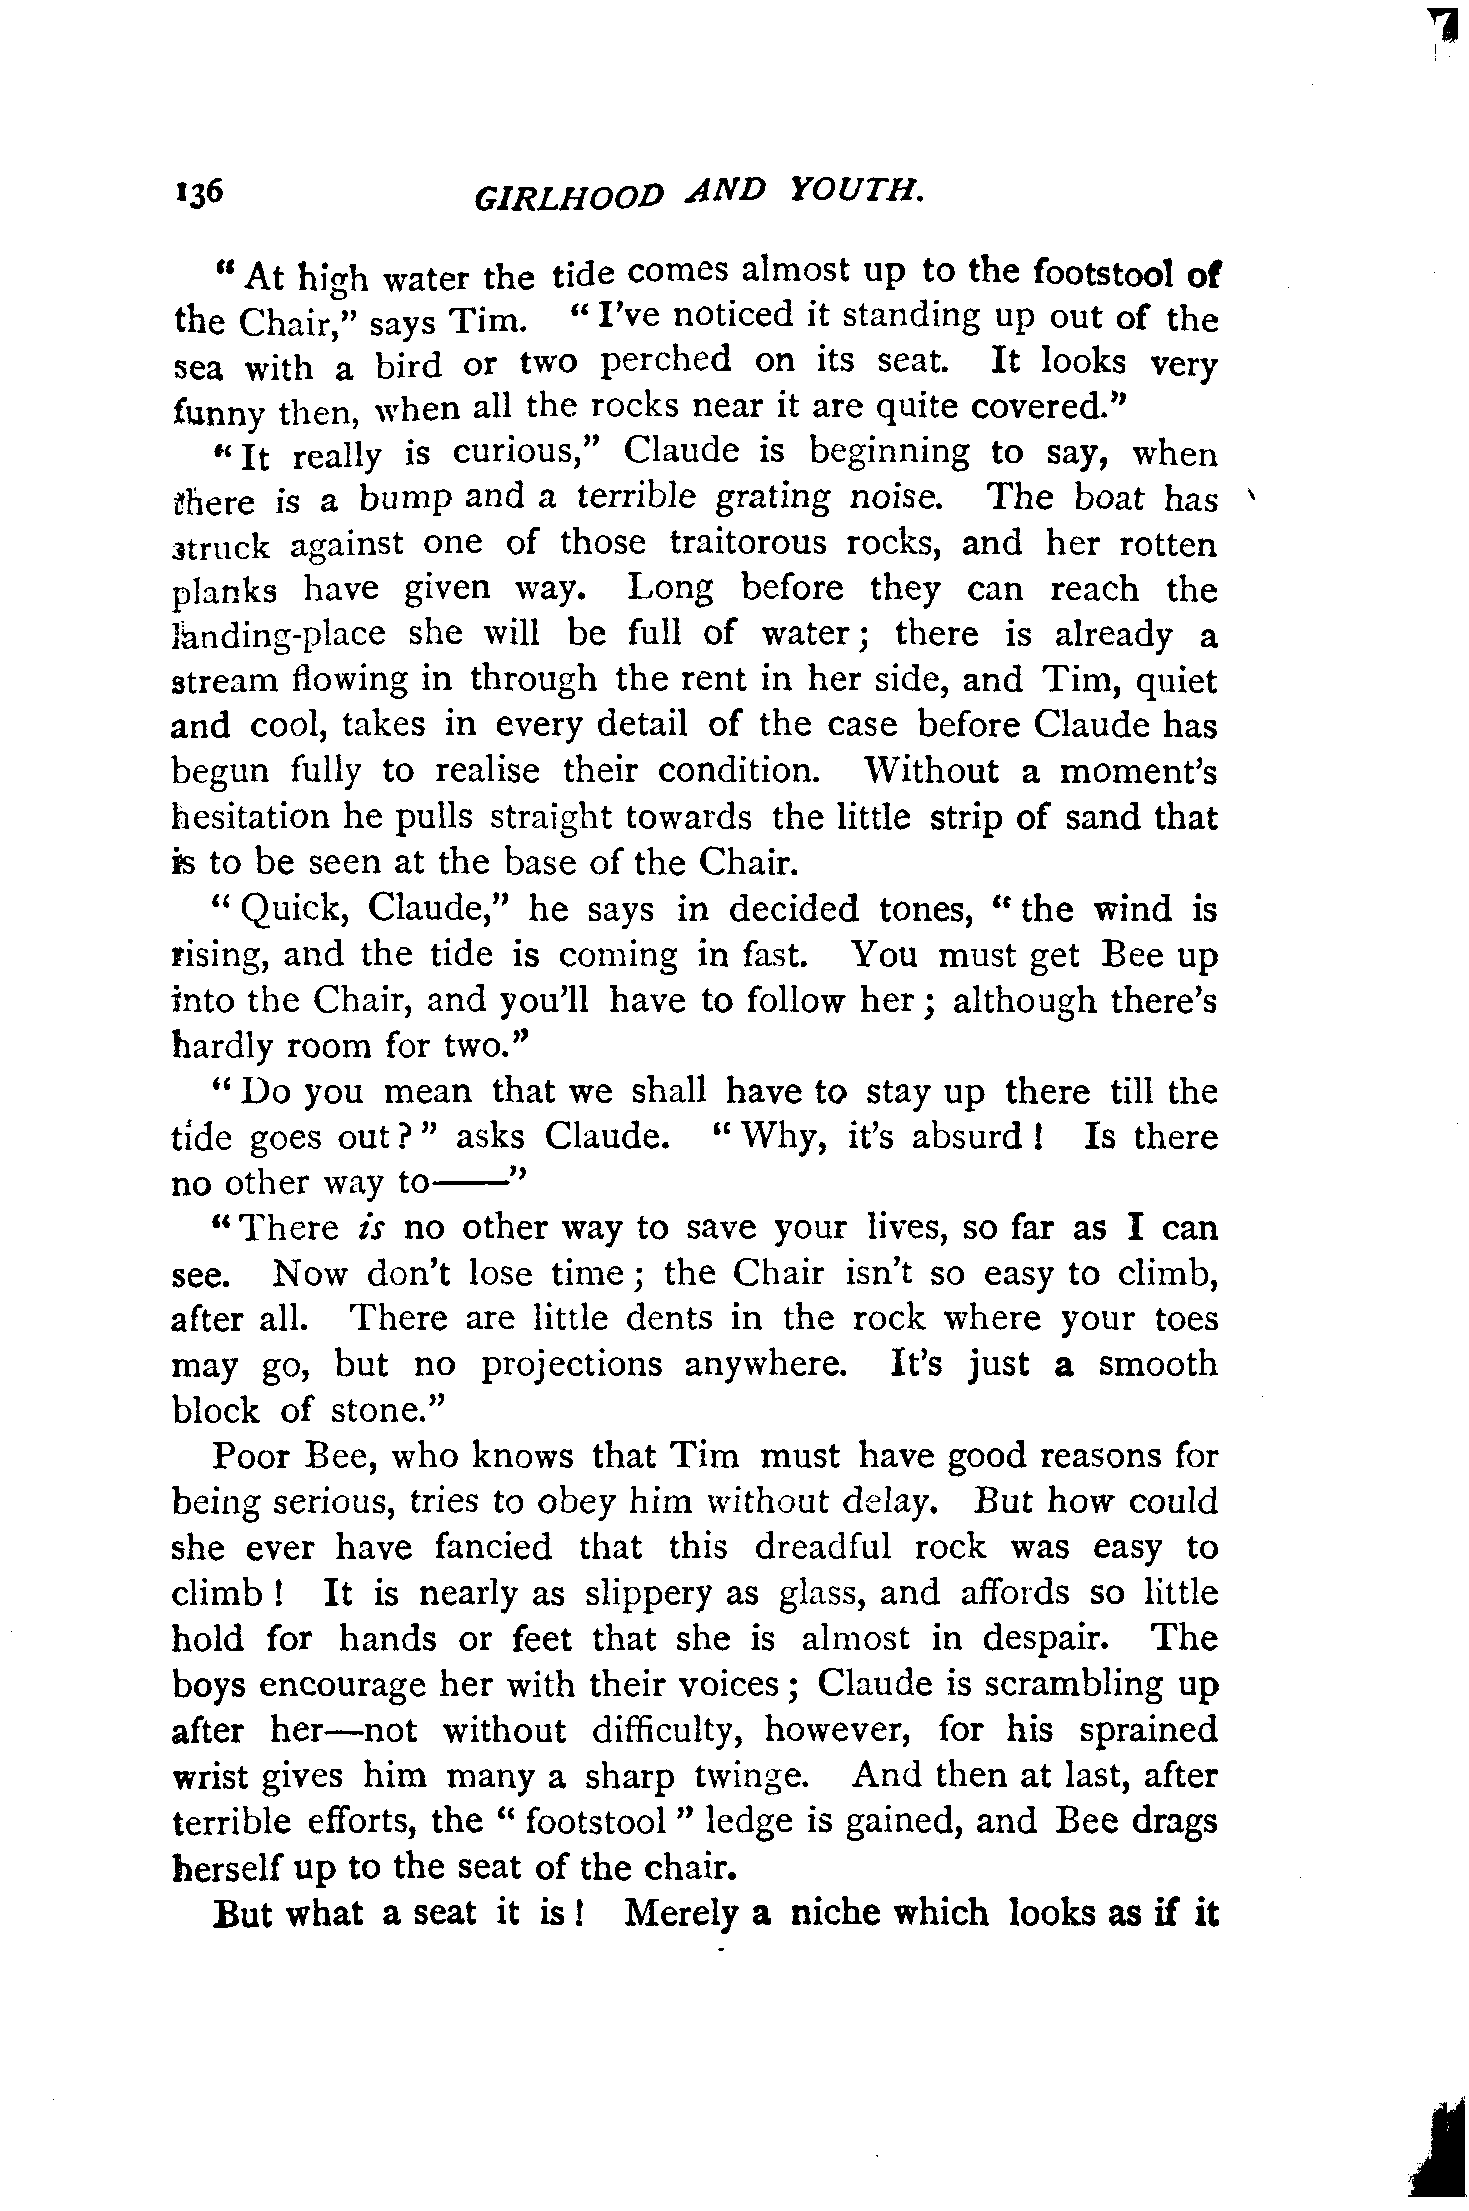 136 GIRLHOOD AND YOUTH.
“ At high water the tide comes almost up to the footstool of
the Chair,” says Tim. “ I've noticed it standing up out of the
sea with a bird or two perched on its seat. It looks very
funny then, when all the rocks near it are quite covered.”
“ It really is curious,” Claude is beginning to say, when
there is a bump and a terrible grating noise. The boat has
struck against one of those traitorous rocks, and her rotten
planks have given way. Long before they can reach the
landing-place she will be full of water ; there is already a
stream flowing in through the rent in her side, and Tim, quiet
and cool, takes in every detail of the case before Claude has
begun fully to realise their condition. Without a moment's
hesitation he pulls straight towards the little strip of sand that
is to be seen at the base of the Chair.
“ Quick, Claude,” he says in decided tones, “ the wind is
rising, and the tide is coming in fast. You must get Bee up
into the Chair, and you'll have to follow her ; although there's
hardly room for two.”
“ Do you mean that we shall have to stay up there till the
tide goes out ? ” asks Claude. “ Why, it's absurd ! Is there
no other way to——”
“ There is no other way to save your lives, so far as I can
see. Now don't lose time ; the Chair isn't so easy to climb,
after all. There are little dents in the rock where your toes
may go, but no projections anywhere. It's just a smooth
block of stone.”
Poor Bee, who knows that Tim must have good reasons for
being serious, tries to obey him without delay. But how could
she ever have fancied that this dreadful rock was easy to
climb ! It is nearly as slippery as glass, and affords so little
hold for hands or feet that she is almost in despair. The
boys encourage her with their voices ; Claude is scrambling up
after her—not without difficulty, however, for his sprained
wrist gives him many a sharp twinge. And then at last, after
terrible efforts, the “ footstool ” ledge is gained, and Bee drags
herself up to the seat of the chair.
But what a seat it is ! Merely a niche which looks as if it